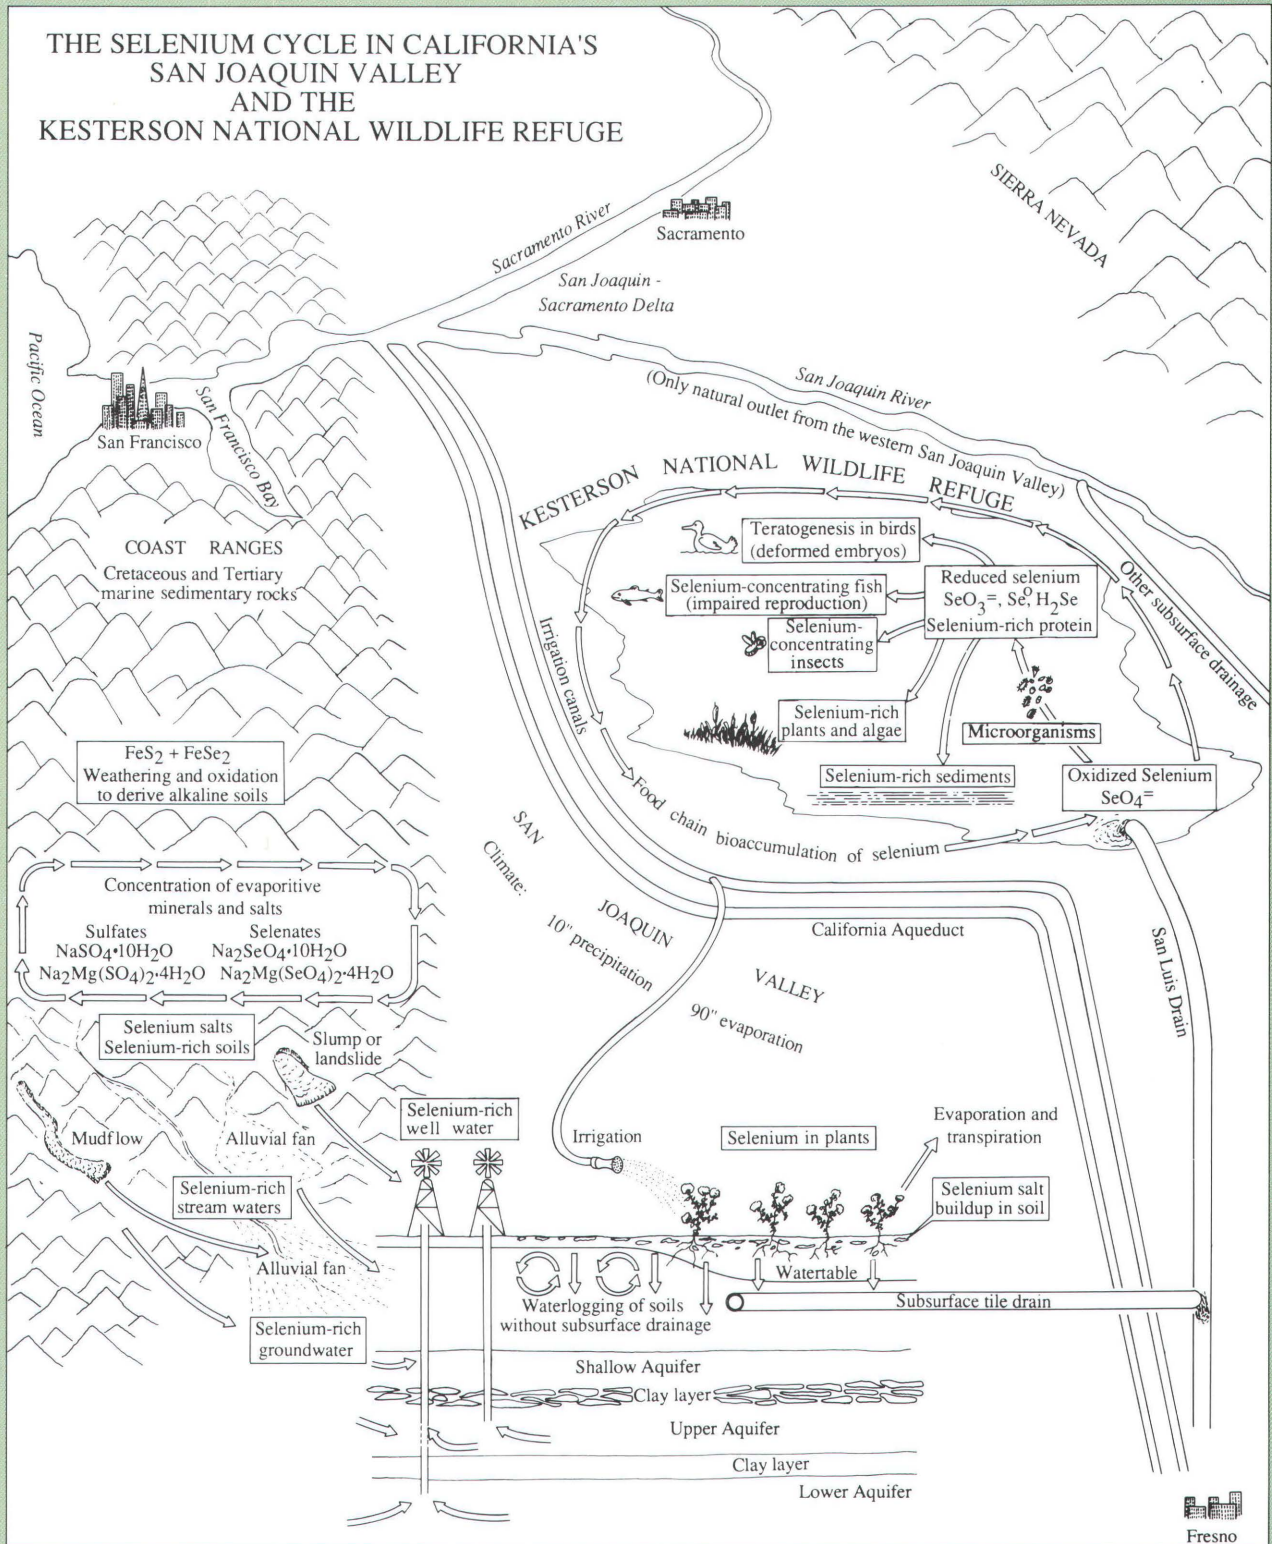 THE SELENIUM CYCLE IN CALIFORNIA'S
SAN JOAQUIN VALLEY
AND THE
KESTERSON NATIONAL WILDLIFE REFUGE
SIERRA NEVADA
Sacramento River
Sacramento
San Joaquin -
Sacramento Delta
Pacific Ocean
San Francisco
San Francisco Bay
San Joaquin River
(Only natural outlet from the western San Joaquin Valley)
KESTERSON NATIONAL WILDLIFE REFUGE
Teratogenesis in birds
(deformed embryos)
Selenium-concentrating fish
(impaired reproduction)
Selenium-
concentrating
insects
Reduced selenium
SeO3=, Se°, H2Se
Selenium-rich protein
Other subsurface drainage
Selenium-rich
plants and algae
Microorganisms
Selenium-rich sediments
Oxidized Selenium
SeO4=
Irrigation canals
Food chain bioaccumulation of selenium
COAST RANGES
Cretaceous and Tertiary
marine sedimentary rocks
FeS2 + FeSe2
Weathering and oxidation
to derive alkaline soils
Concentration of evaporitive
minerals and salts
Sulfates Selenates
NaSO4•10H2O Na2SeO4•10H2O
Na2Mg(SO4)2•4H2O Na2Mg(SeO4)2•4H2O
SAN JOAQUIN VALLEY
Climate: 10" precipitation 90" evaporation
California Aqueduct
San Luis Drain
Selenium salts
Selenium-rich soils
Slump or
landslide
Mudflow
Alluvial fan
Selenium-rich
stream waters
Alluvial fan
Selenium-rich
groundwater
Selenium-rich
well water
Irrigation
Selenium in plants
Evaporation and
transpiration
Selenium salt
buildup in soil
Watertable
Waterlogging of soils
without subsurface drainage
Subsurface tile drain
Shallow Aquifer
Clay layer
Upper Aquifer
Clay layer
Lower Aquifer
Fresno